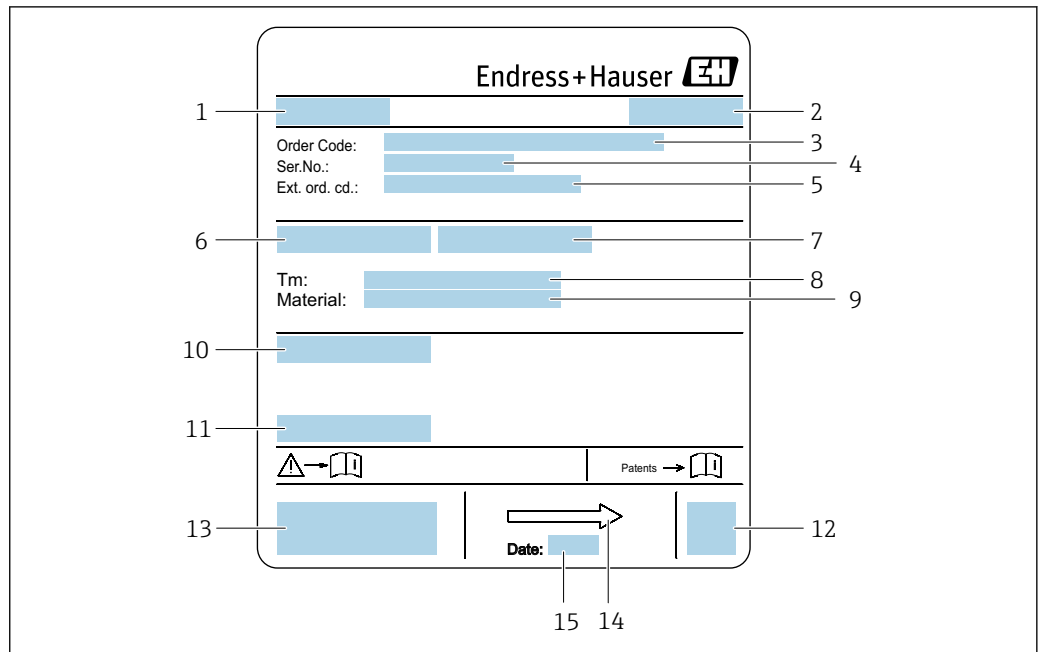 Endress+Hauser EH
1 2
Order Code: 3
Ser.No.: 4
Ext. ord. cd.: 5
6 7
Tm: 8
Material: 9
10
11
Patents
13 12
Date:
15 14